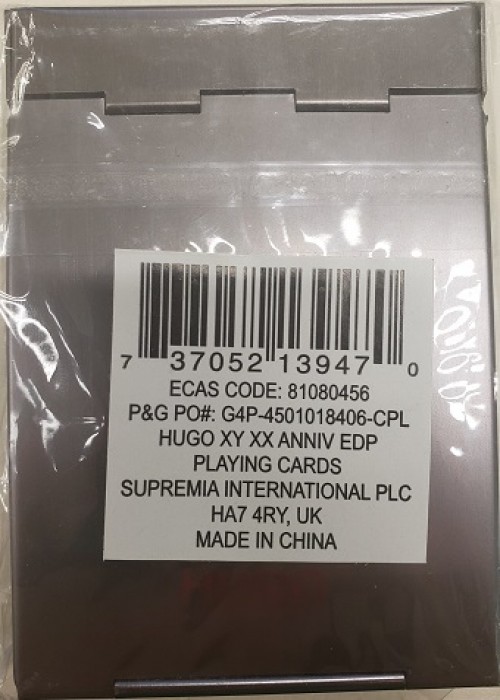 7 37052 13947 0
ECAS CODE: 81080456
P&G PO#: G4P-4501018406-CPL
HUGO XY XX ANNIV EDP
PLAYING CARDS
SUPREMIA INTERNATIONAL PLC
HA7 4RY, UK
MADE IN CHINA